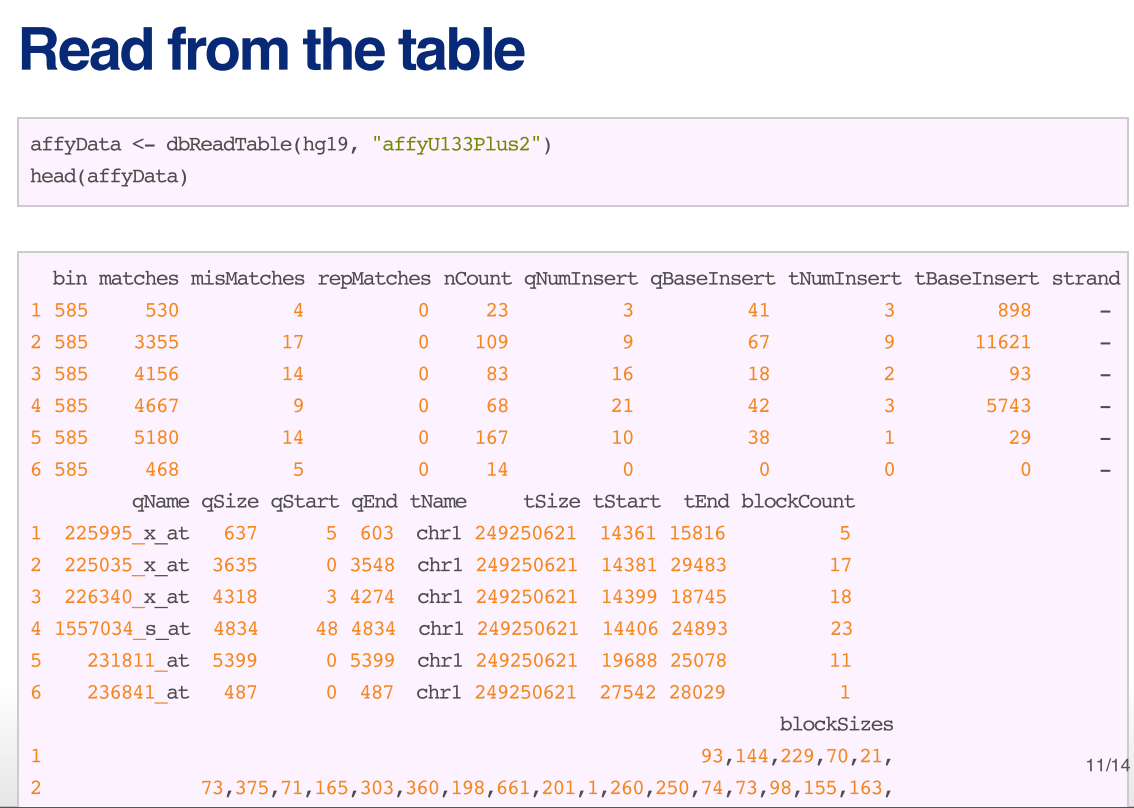 Read from the table
affyData <- dbReadTable(hg19, "affyU133Plus2")
head(affyData)
bin matches misMatches repMatches nCount qNumInsert qBaseInsert tNumInsert tBaseInsert strand
1 585 530 4 0 23 3 41 3 898 -
2 585 3355 17 0 109 9 67 9 11621 -
3 585 4156 14 0 83 16 18 2 93 -
4 585 4667 9 0 68 21 42 3 5743 -
5 585 5180 14 0 167 10 38 1 29 -
6 585 468 5 0 14 0 0 0 0 -
qName qSize qStart qEnd tName tSize tStart tEnd blockCount
1 225995_x_at 637 5 603 chr1 249250621 14361 15816 5
2 225035_x_at 3635 0 3548 chr1 249250621 14381 29483 17
3 226340_x_at 4318 3 4274 chr1 249250621 14399 18745 18
4 1557034_s_at 4834 48 4834 chr1 249250621 14406 24893 23
5 231811_at 5399 0 5399 chr1 249250621 19688 25078 11
6 236841_at 487 0 487 chr1 249250621 27542 28029 1
blockSizes
1 93,144,229,70,21,
2 73,375,71,165,303,360,198,661,201,1,260,250,74,73,98,155,163,
11/14